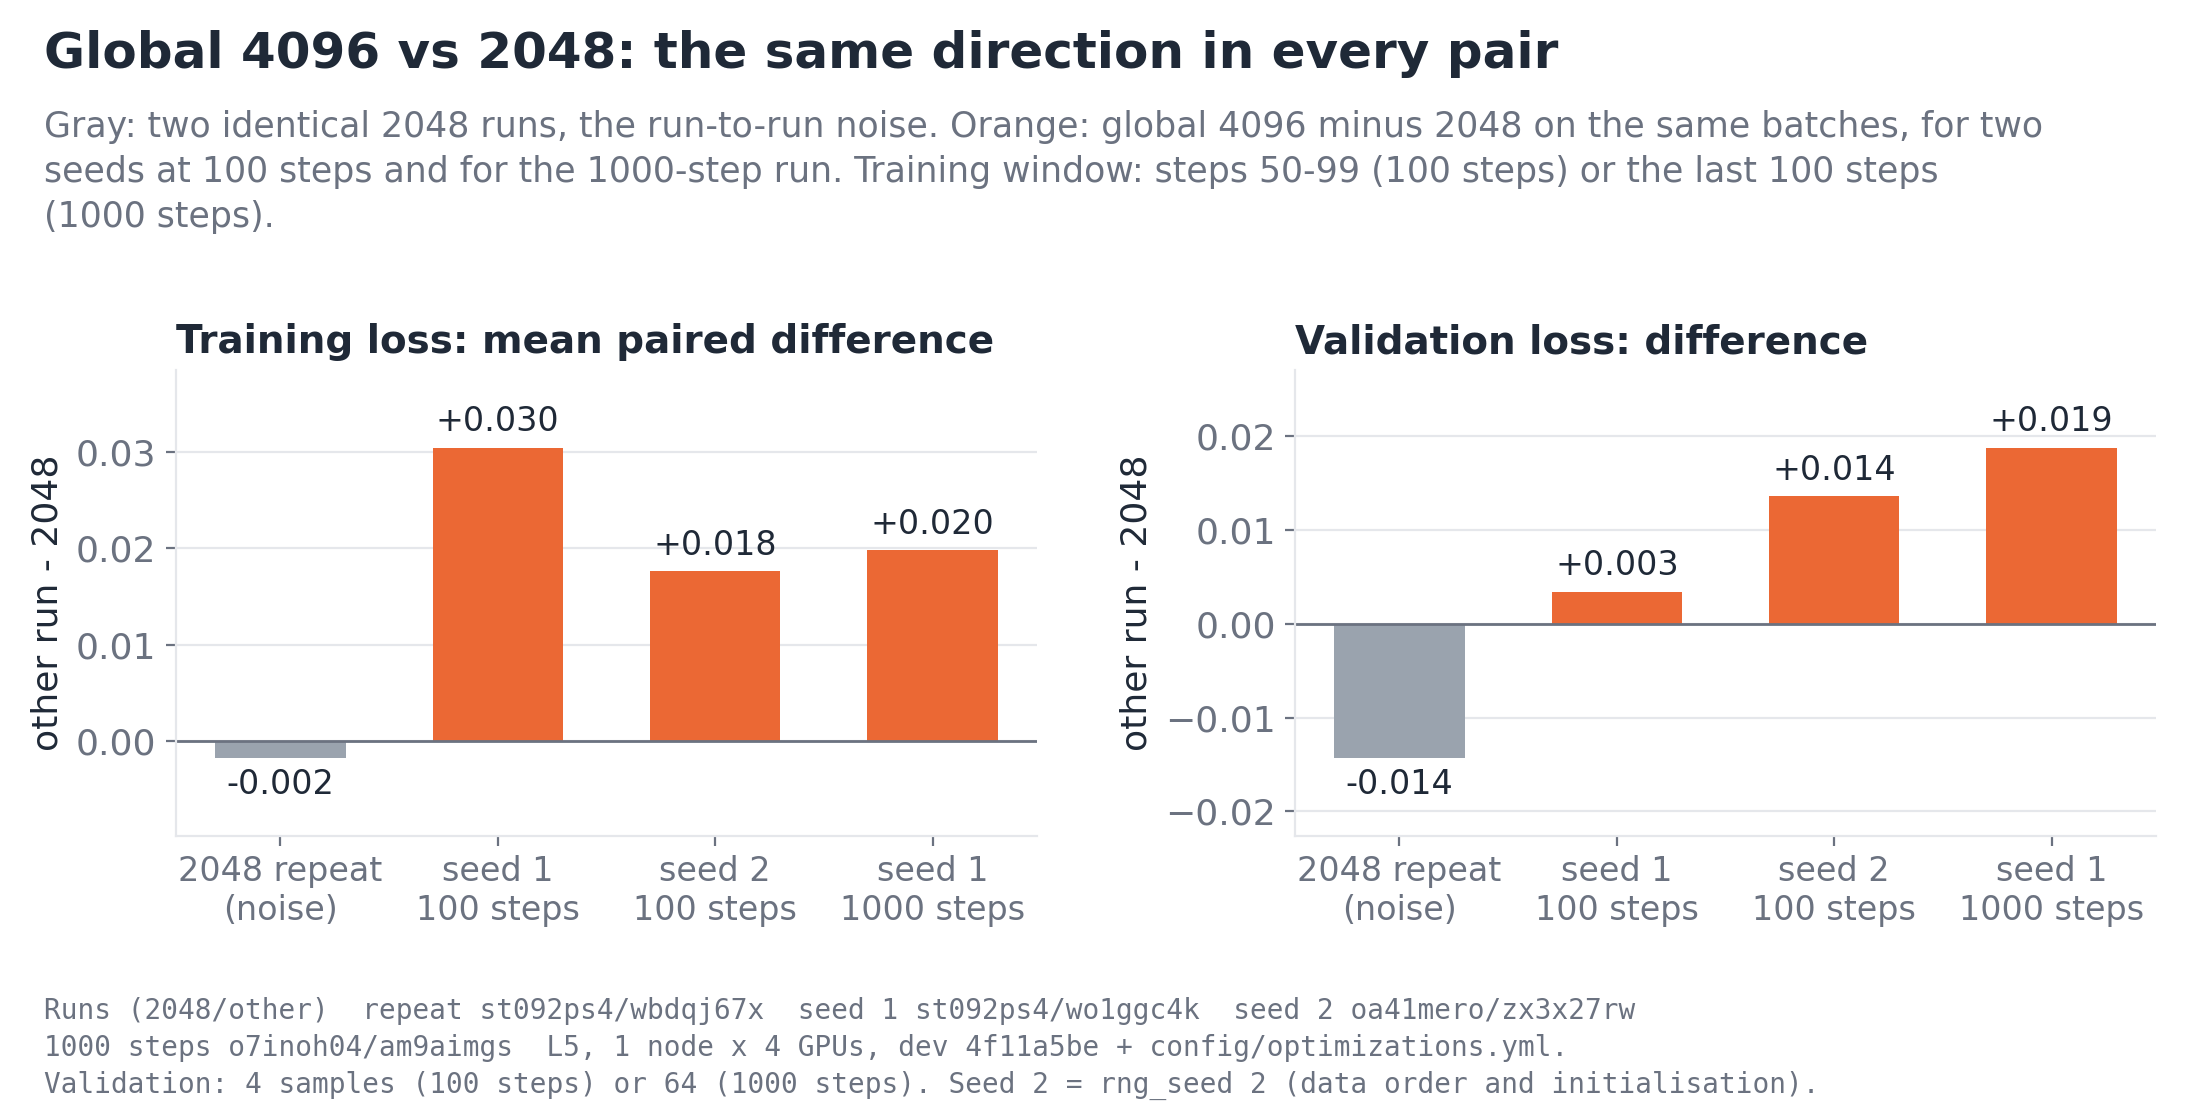 Global 4096 vs 2048: the same direction in every pair
Gray: two identical 2048 runs, the run-to-run noise. Orange: global 4096 minus 2048 on the same batches, for two
seeds at 100 steps and for the 1000-step run. Training window: steps 50-99 (100 steps) or the last 100 steps
(1000 steps).
Training loss: mean paired difference
other run - 2048
0.03
0.02
0.01
0.00
-0.002
+0.030
+0.018
+0.020
2048 repeat
(noise)
seed 1
100 steps
seed 2
100 steps
seed 1
1000 steps
Validation loss: difference
other run - 2048
0.02
0.01
0.00
−0.01
−0.02
-0.014
+0.003
+0.014
+0.019
2048 repeat
(noise)
seed 1
100 steps
seed 2
100 steps
seed 1
1000 steps
Runs (2048/other)  repeat st092ps4/wbdqj67x  seed 1 st092ps4/wo1ggc4k  seed 2 oa41mero/zx3x27rw
1000 steps o7inoh04/am9aimgs  L5, 1 node x 4 GPUs, dev 4f11a5be + config/optimizations.yml.
Validation: 4 samples (100 steps) or 64 (1000 steps). Seed 2 = rng_seed 2 (data order and initialisation).